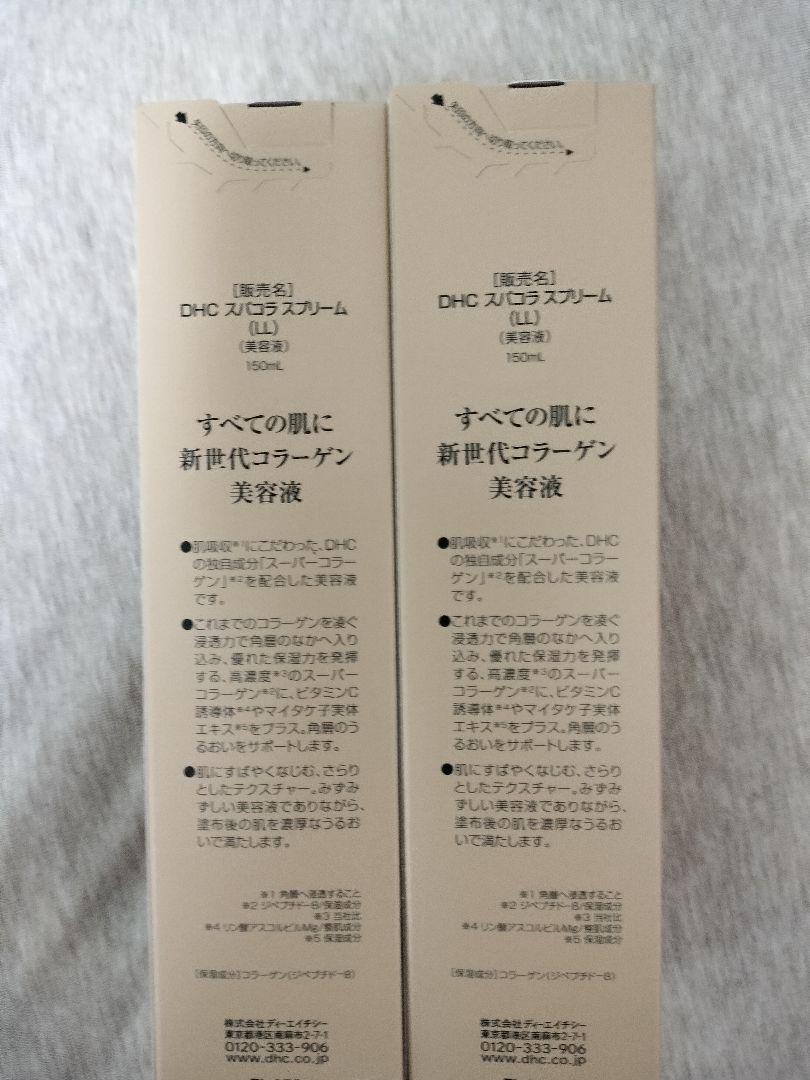 矢印の方向へ切り取ってください。
[販売名]
DHC スパコラ スプリーム
(LL)
(美容液)
150mL
すべての肌に
新世代コラーゲン
美容液
●肌吸収※1にこだわった、DHC
の独自成分「スーパーコラー
ゲン」※2を配合した美容液
です。
●これまでのコラーゲンを凌ぐ
浸透力で角層のなかへ入り
込み、優れた保湿力を発揮
する、高濃度※3のスーパー
コラーゲン※2に、ビタミンC
誘導体※4やマイタケ子実体
エキス※5をプラス。角層のう
るおいをサポートします。
●肌にすばやくなじむ、さらり
としたテクスチャー。みずみ
ずしい美容液でありながら、
塗布後の肌を濃厚なうるお
いで満たします。
※1 角層へ浸透すること
※2 ジペプチド-8/保湿成分
※3 当社比
※4 リン酸アスコルビルMg/整肌成分
※5 保湿成分
[保湿成分]コラーゲン(ジペプチド-8)
株式会社ディーエイチシー
東京都港区南麻布2-7-1
0120-333-906
www.dhc.co.jp
矢印の方向へ切り取ってください。
[販売名]
DHC スパコラ スプリーム
(LL)
(美容液)
150mL
すべての肌に
新世代コラーゲン
美容液
●肌吸収※1にこだわった、DHC
の独自成分「スーパーコラー
ゲン」※2を配合した美容液
です。
●これまでのコラーゲンを凌ぐ
浸透力で角層のなかへ入り
込み、優れた保湿力を発揮
する、高濃度※3のスーパー
コラーゲン※2に、ビタミンC
誘導体※4やマイタケ子実体
エキス※5をプラス。角層のう
るおいをサポートします。
●肌にすばやくなじむ、さらり
としたテクスチャー。みずみ
ずしい美容液でありながら、
塗布後の肌を濃厚なうるお
いで満たします。
※1 角層へ浸透すること
※2 ジペプチド-8/保湿成分
※3 当社比
※4 リン酸アスコルビルMg/整肌成分
※5 保湿成分
[保湿成分]コラーゲン(ジペプチド-8)
株式会社ディーエイチシー
東京都港区南麻布2-7-1
0120-333-906
www.dhc.co.jp